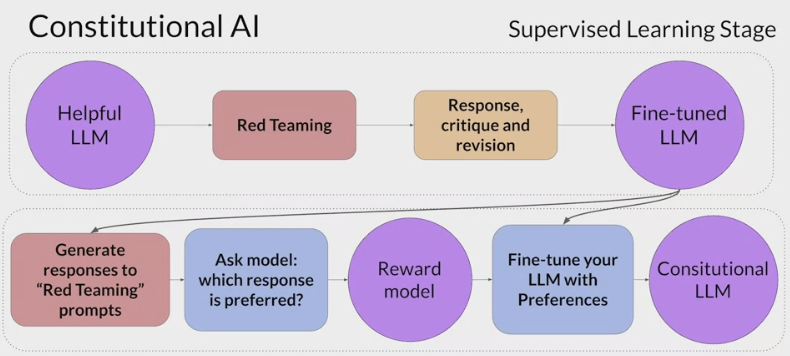 Constitutional AI
Supervised Learning Stage
Helpful
LLM
Red Teaming
Response,
critique and
revision
Fine-tuned
LLM
Generate
responses to
“Red Teaming”
prompts
Ask model:
which response
is preferred?
Reward
model
Fine-tune your
LLM with
Preferences
Consitutional
LLM